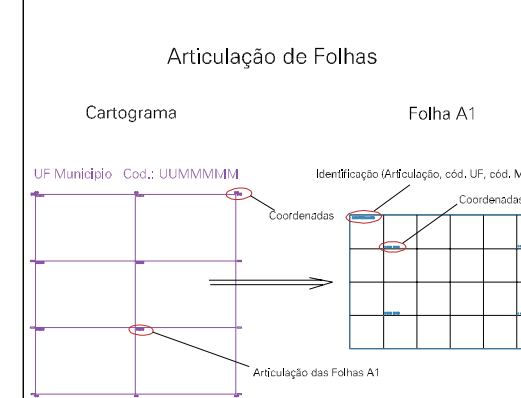 Articulação de Folhas
Cartograma
Folha A1
UF Municipio Cod.: UUMMMMM
Identificação (Articulação, cód. UF, cód. M
Coordenadas
Coordenadas
Articulação das Folhas A1